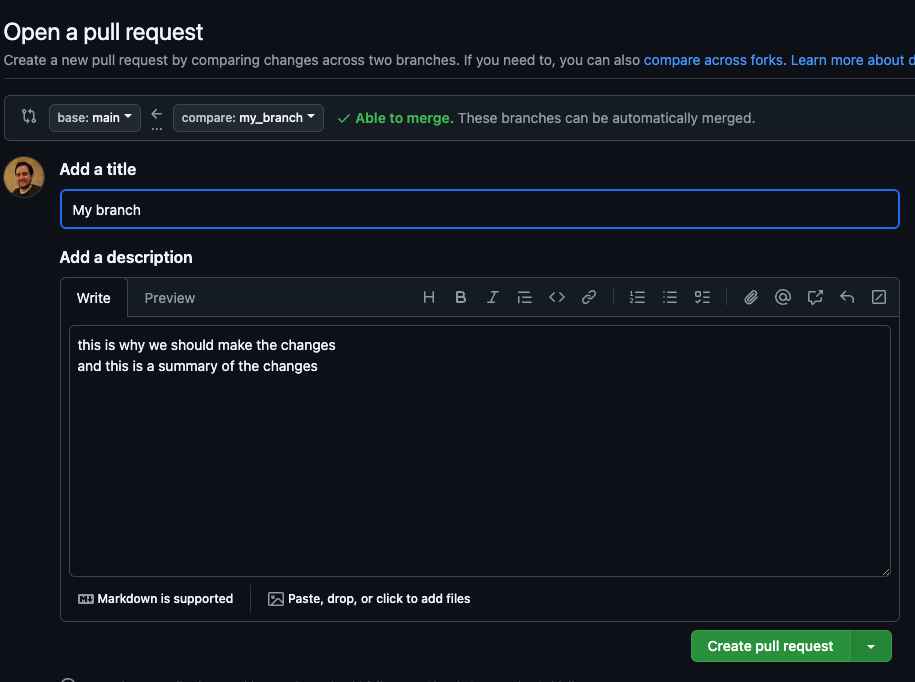 Open a pull request
Create a new pull request by comparing changes across two branches. If you need to, you can also compare across forks. Learn more about
base: main compare: my_branch Able to merge. These branches can be automatically merged.
Add a title
My branch
Add a description
Write Preview
this is why we should make the changes
and this is a summary of the changes
Markdown is supported Paste, drop, or click to add files
Create pull request